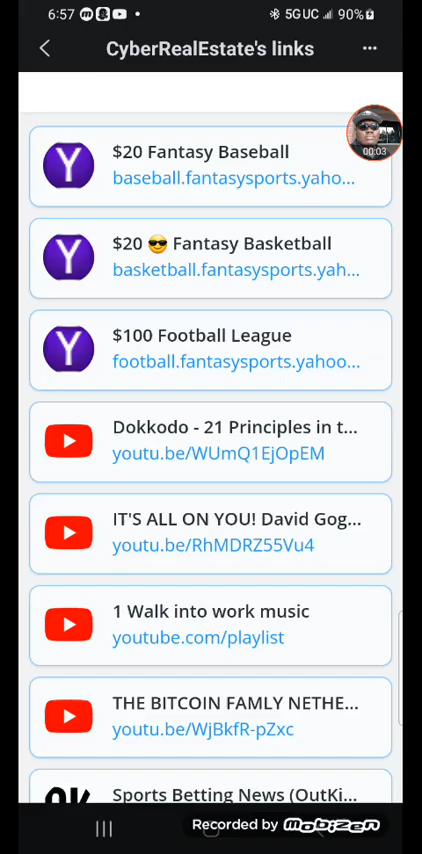 6:57
5G UC
90%
CyberRealEstate's links
00:03
Y
$20 Fantasy Baseball
baseball.fantasysports.yaho...
Y
$20 😎 Fantasy Basketball
basketball.fantasysports.yah...
Y
$100 Football League
football.fantasysports.yahoo...
Dokkodo - 21 Principles in t...
youtu.be/WUmQ1EjOpEM
IT'S ALL ON YOU! David Gog...
youtu.be/RhMDRZ55Vu4
1 Walk into work music
youtube.com/playlist
THE BITCOIN FAMLY NETHE...
youtu.be/WjBkfR-pZxc
Sports Betting News (OutKi...
Recorded by MOBIZEN